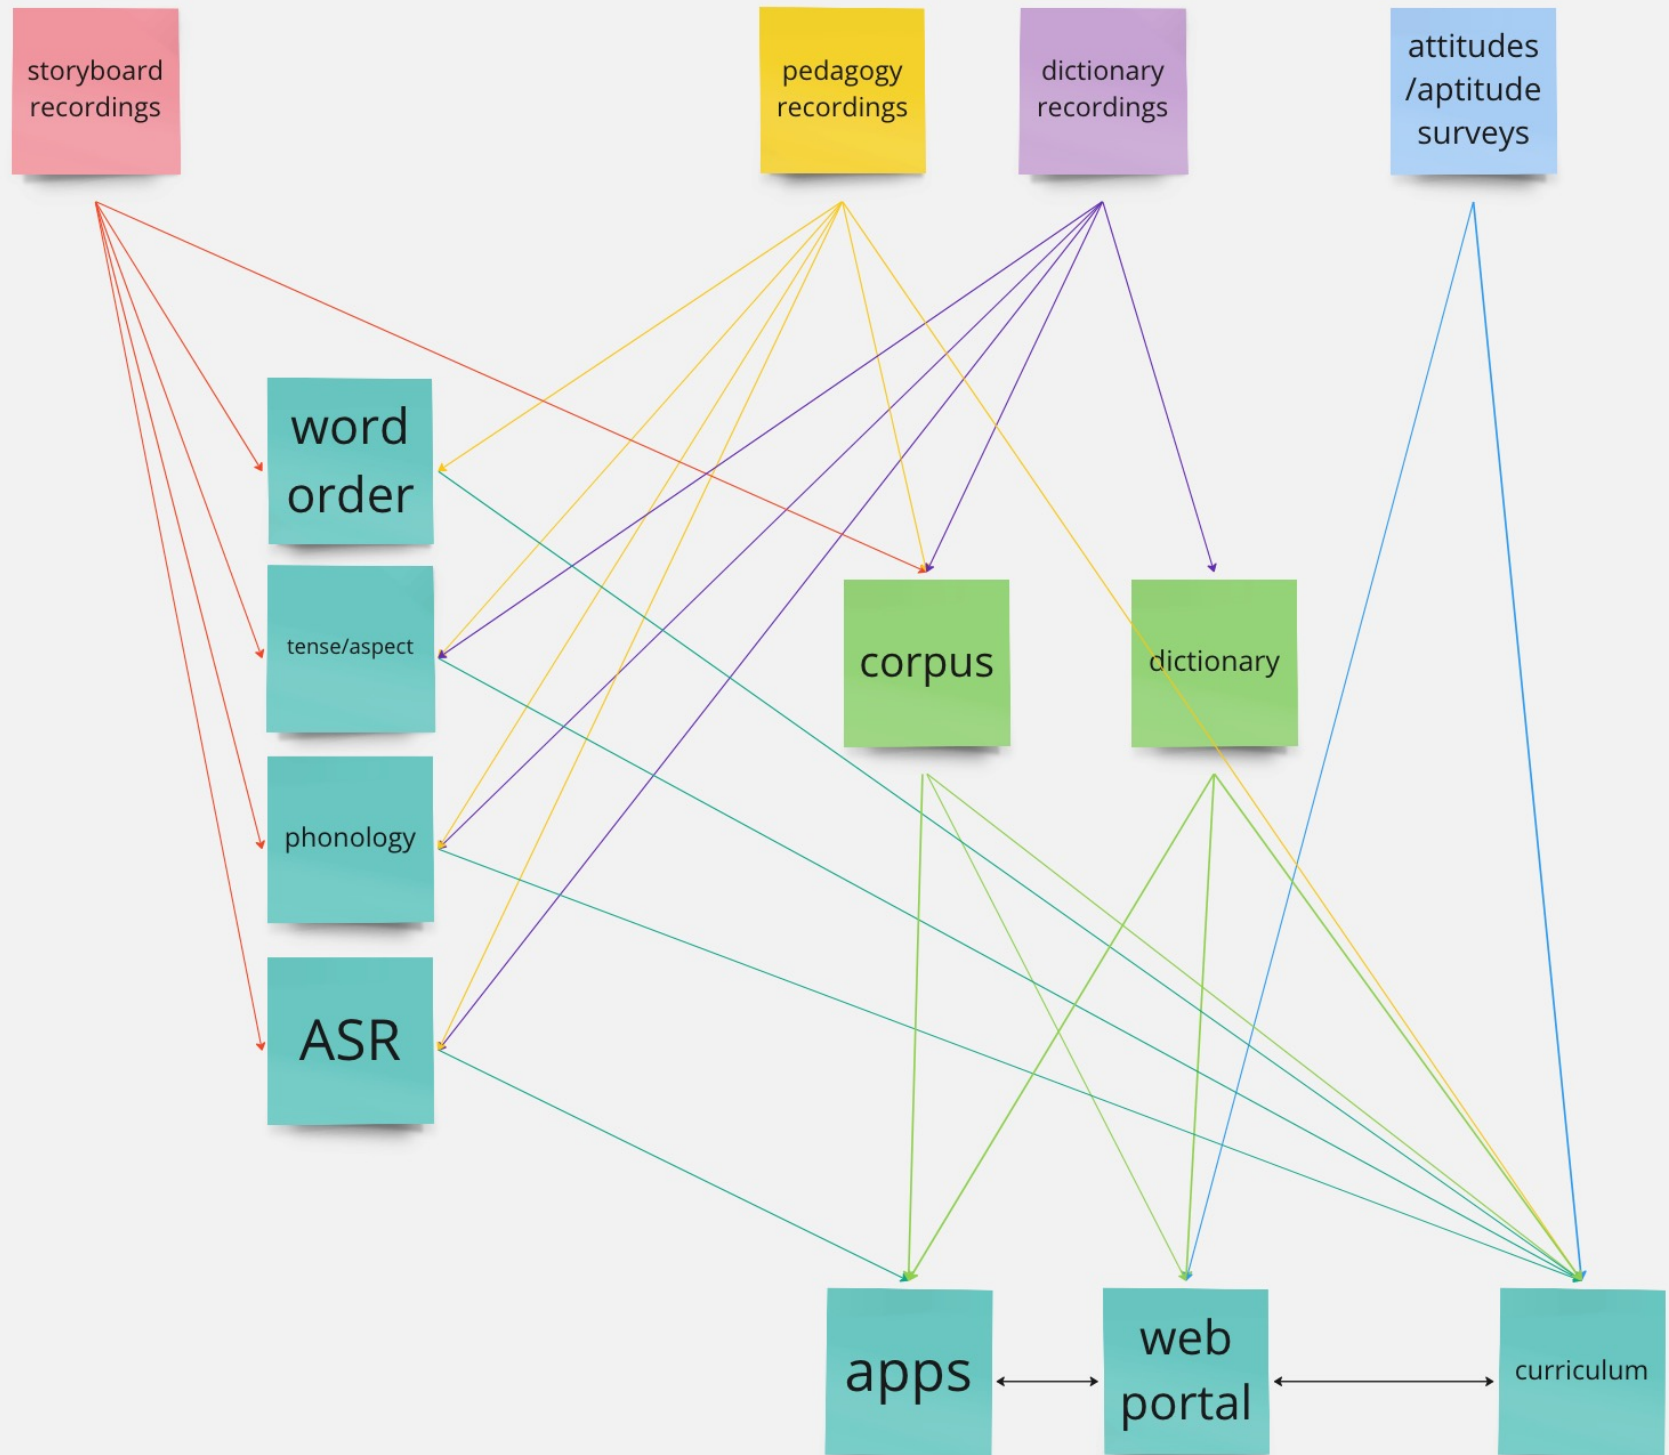 storyboard
recordings
pedagogy
recordings
dictionary
recordings
attitudes
/aptitude
surveys
word
order
tense/aspect
phonology
ASR
corpus
dictionary
apps
web
portal
curriculum